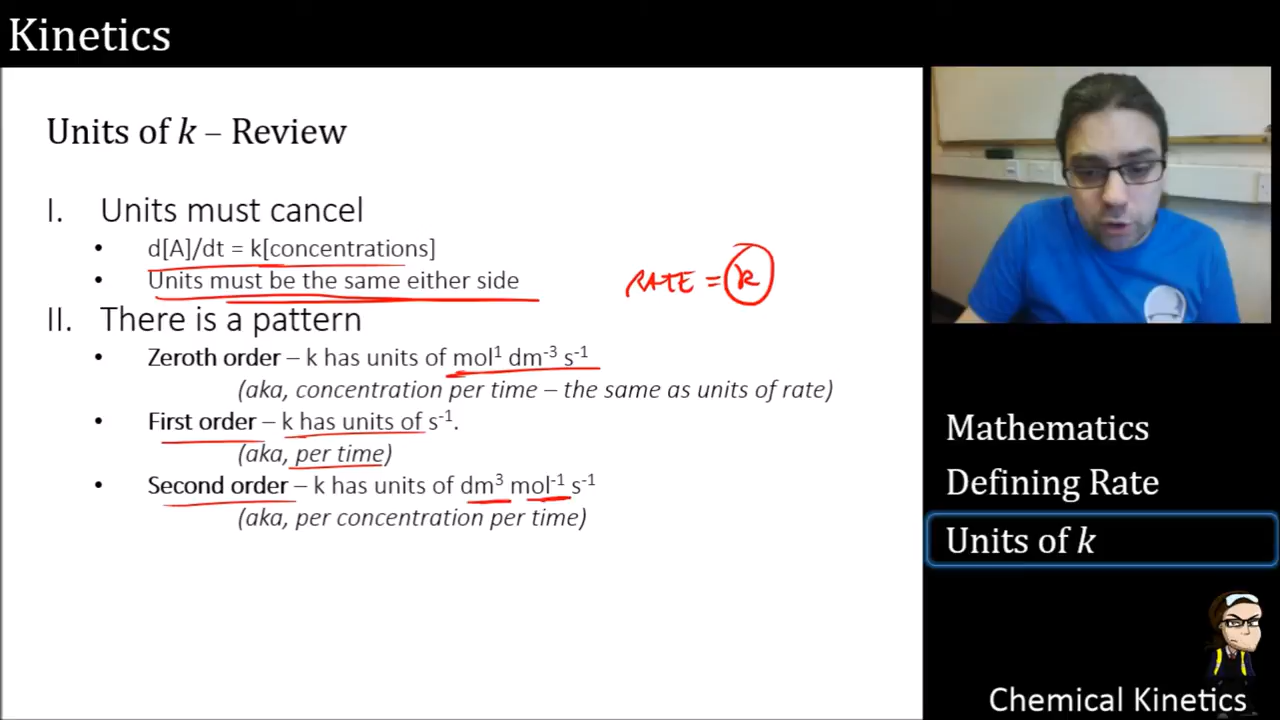 Kinetics
Units of k – Review
I. Units must cancel
• d[A]/dt = k[concentrations]
• Units must be the same either side
RATE = k
II. There is a pattern
• Zeroth order – k has units of mol¹ dm⁻³ s⁻¹
(aka, concentration per time – the same as units of rate)
• First order – k has units of s⁻¹.
(aka, per time)
• Second order – k has units of dm³ mol⁻¹ s⁻¹
(aka, per concentration per time)
Mathematics
Defining Rate
Units of k
Chemical Kinetics